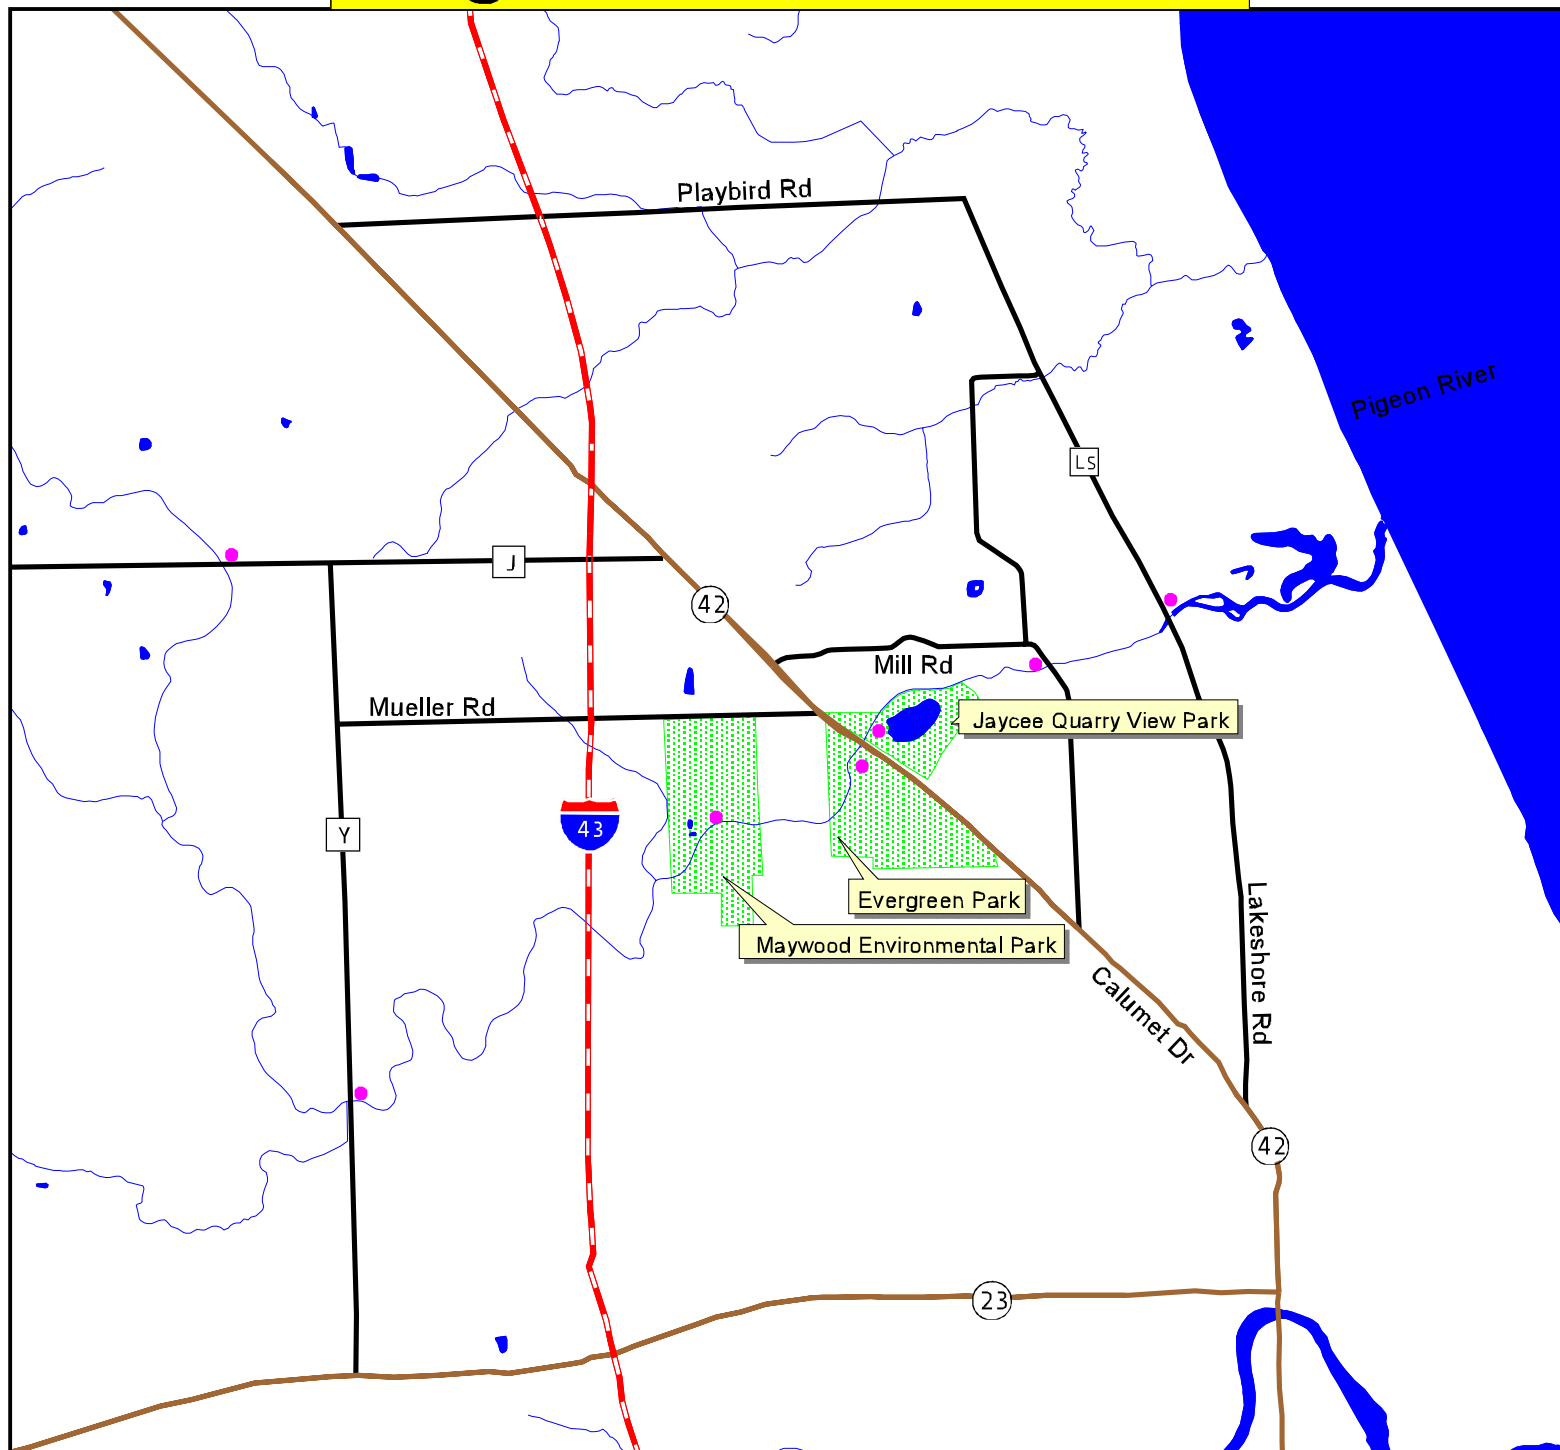 Playbird Rd
Pigeon River
LS
J
42
Mill Rd
Mueller Rd
Jaycee Quarry View Park
43
Y
Evergreen Park
Lakeshore Rd
Maywood Environmental Park
Calumet Dr
42
23